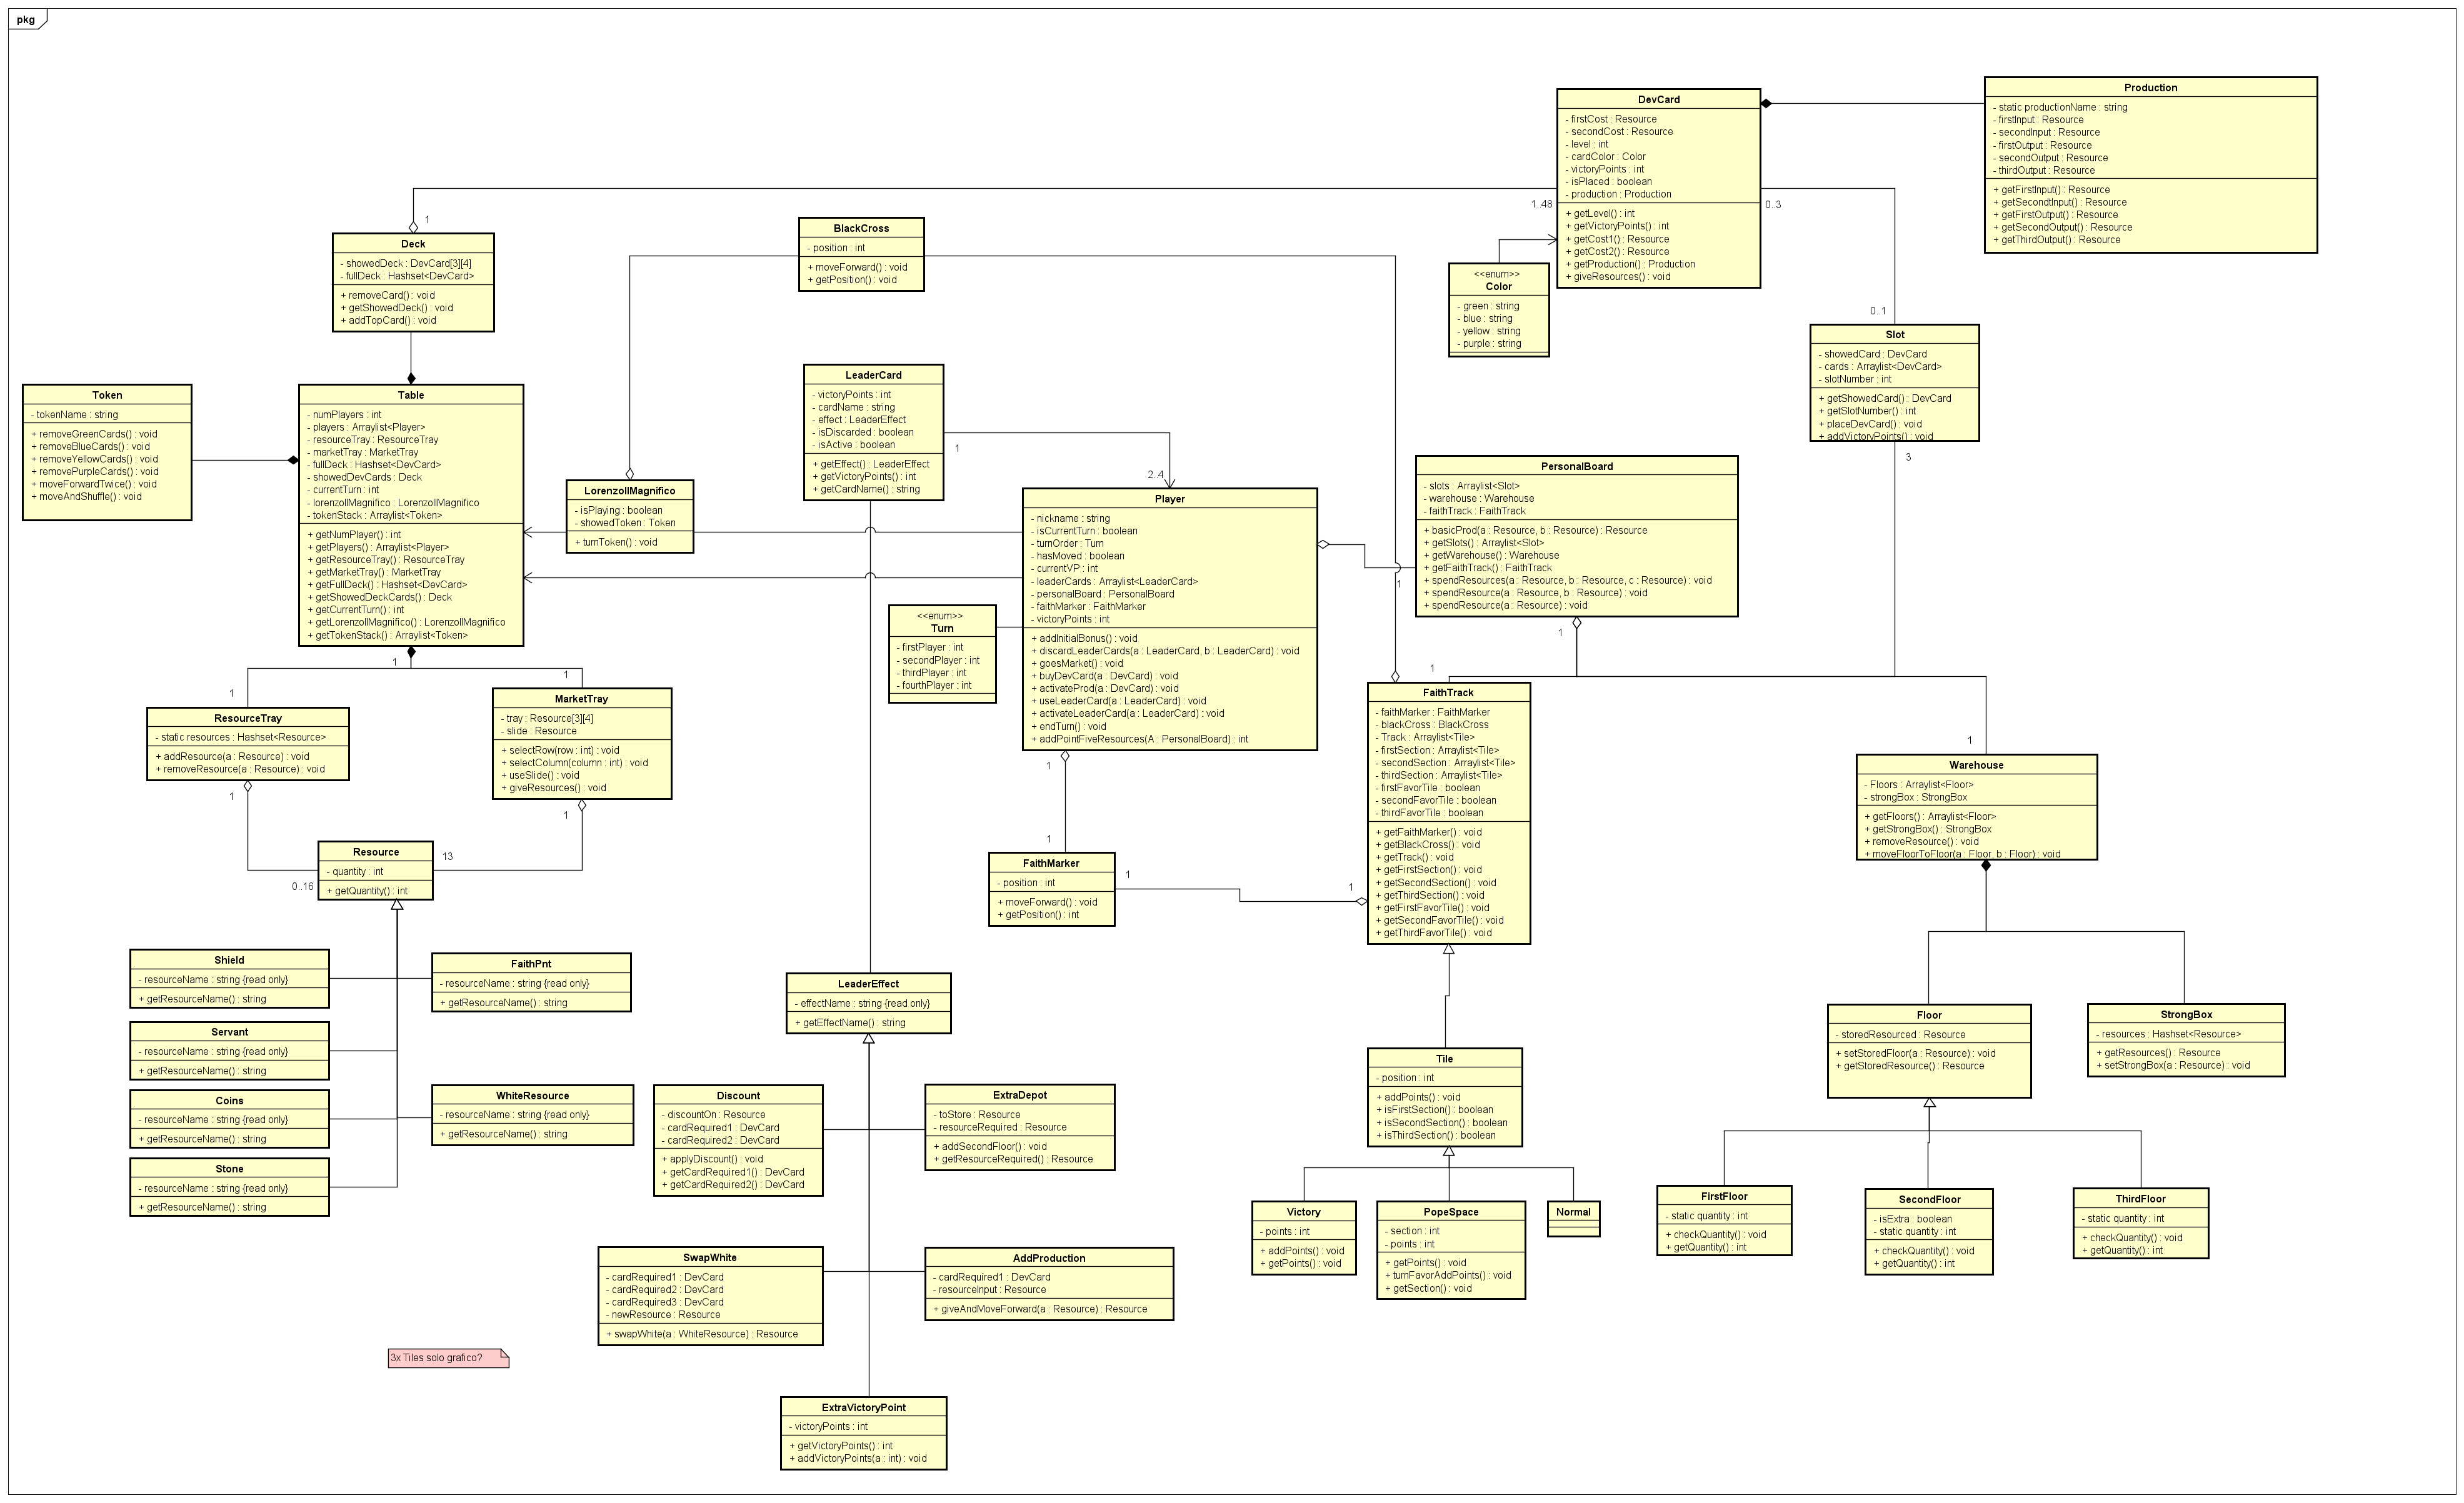 pkg
DevCard
- firstCost : Resource
- secondCost : Resource
- level : int
- cardColor : Color
- victoryPoints : int
- isPlaced : boolean
- production : Production
+ getLevel() : int
+ getVictoryPoints() : int
+ getCost1() : Resource
+ getCost2() : Resource
+ getProduction() : Production
+ giveResources() : void
Production
- static productionName : string
- firstInput : Resource
- secondInput : Resource
- firstOutput : Resource
- secondOutput : Resource
- thirdOutput : Resource
+ getFirstInput() : Resource
+ getSecondtInput() : Resource
+ getFirstOutput() : Resource
+ getSecondOutput() : Resource
+ getThirdOutput() : Resource
1
1..48
0..3
Deck
- showedDeck : DevCard[3][4]
- fullDeck : Hashset<DevCard>
+ removeCard() : void
+ getShowedDeck() : void
+ addTopCard() : void
BlackCross
- position : int
+ moveForward() : void
+ getPosition() : void
<<enum>>
Color
- green : string
- blue : string
- yellow : string
- purple : string
0..1
Slot
- showedCard : DevCard
- cards : Arraylist<DevCard>
- slotNumber : int
+ getShowedCard() : DevCard
+ getSlotNumber() : int
+ placeDevCard() : void
+ addVictoryPoints() : void
3
Token
- tokenName : string
+ removeGreenCards() : void
+ removeBlueCards() : void
+ removeYellowCards() : void
+ removePurpleCards() : void
+ moveForwardTwice() : void
+ moveAndShuffle() : void
Table
- numPlayers : int
- players : Arraylist<Player>
- resourceTray : ResourceTray
- marketTray : MarketTray
- fullDeck : Hashset<DevCard>
- showedDevCards : Deck
- currentTurn : int
- lorenzoIlMagnifico : LorenzoIlMagnifico
- tokenStack : Arraylist<Token>
+ getNumPlayer() : int
+ getPlayers() : Arraylist<Player>
+ getResourceTray() : ResourceTray
+ getMarketTray() : MarketTray
+ getFullDeck() : Hashset<DevCard>
+ getShowedDeckCards() : Deck
+ getCurrentTurn() : int
+ getLorenzoIlMagnifico() : LorenzoIlMagnifico
+ getTokenStack() : Arraylist<Token>
1
LorenzoIlMagnifico
- isPlaying : boolean
- showedToken : Token
+ turnToken() : void
LeaderCard
- victoryPoints : int
- cardName : string
- effect : LeaderEffect
- isDiscarded : boolean
- isActive : boolean
+ getEffect() : LeaderEffect
+ getVictoryPoints() : int
+ getCardName() : string
1
2..4
Player
- nickname : string
- isCurrentTurn : boolean
- turnOrder : Turn
- hasMoved : boolean
- currentVP : int
- leaderCards : Arraylist<LeaderCard>
- personalBoard : PersonalBoard
- faithMarker : FaithMarker
- victoryPoints : int
+ addInitialBonus() : void
+ discardLeaderCards(a : LeaderCard, b : LeaderCard) : void
+ goesMarket() : void
+ buyDevCard(a : DevCard) : void
+ activateProd(a : DevCard) : void
+ useLeaderCard(a : LeaderCard) : void
+ activateLeaderCard(a : LeaderCard) : void
+ endTurn() : void
+ addPointFiveResources(A : PersonalBoard) : int
1
<<enum>>
Turn
- firstPlayer : int
- secondPlayer : int
- thirdPlayer : int
- fourthPlayer : int
PersonalBoard
- slots : Arraylist<Slot>
- warehouse : Warehouse
- faithTrack : FaithTrack
+ basicProd(a : Resource, b : Resource) : Resource
+ getSlots() : Arraylist<Slot>
+ getWarehouse() : Warehouse
+ getFaithTrack() : FaithTrack
+ spendResources(a : Resource, b : Resource, c : Resource) : void
+ spendResource(a : Resource, b : Resource) : void
+ spendResource(a : Resource) : void
1
1
1
1
1
1
ResourceTray
- static resources : Hashset<Resource>
+ addResource(a : Resource) : void
+ removeResource(a : Resource) : void
1
MarketTray
- tray : Resource[3][4]
- slide : Resource
+ selectRow(row : int) : void
+ selectColumn(column : int) : void
+ useSlide() : void
+ giveResources() : void
1
FaithTrack
- faithMarker : FaithMarker
- blackCross : BlackCross
- Track : Arraylist<Tile>
- firstSection : Arraylist<Tile>
- secondSection : Arraylist<Tile>
- thirdSection : Arraylist<Tile>
- firstFavorTile : boolean
- secondFavorTile : boolean
- thirdFavorTile : boolean
+ getFaithMarker() : void
+ getBlackCross() : void
+ getTrack() : void
+ getFirstSection() : void
+ getSecondSection() : void
+ getThirdSection() : void
+ getFirstFavorTile() : void
+ getSecondFavorTile() : void
+ getThirdFavorTile() : void
Warehouse
- Floors : Arraylist<Floor>
- strongBox : StrongBox
+ getFloors() : Arraylist<Floor>
+ getStrongBox() : StrongBox
+ removeResource() : void
+ moveFloorToFloor(a : Floor, b : Floor) : void
Resource
- quantity : int
+ getQuantity() : int
0..16
13
1
FaithMarker
- position : int
+ moveForward() : void
+ getPosition() : int
1
1
Shield
- resourceName : string {read only}
+ getResourceName() : string
FaithPnt
- resourceName : string {read only}
+ getResourceName() : string
Servant
- resourceName : string {read only}
+ getResourceName() : string
Coins
- resourceName : string {read only}
+ getResourceName() : string
WhiteResource
- resourceName : string {read only}
+ getResourceName() : string
Stone
- resourceName : string {read only}
+ getResourceName() : string
LeaderEffect
- effectName : string {read only}
+ getEffectName() : string
Discount
- discountOn : Resource
- cardRequired1 : DevCard
- cardRequired2 : DevCard
+ applyDiscount() : void
+ getCardRequired1() : DevCard
+ getCardRequired2() : DevCard
ExtraDepot
- toStore : Resource
- resourceRequired : Resource
+ addSecondFloor() : void
+ getResourceRequired() : Resource
Tile
- position : int
+ addPoints() : void
+ isFirstSection() : boolean
+ isSecondSection() : boolean
+ isThirdSection() : boolean
Floor
- storedResourced : Resource
+ setStoredFloor(a : Resource) : void
+ getStoredResource() : Resource
StrongBox
- resources : Hashset<Resource>
+ getResources() : Resource
+ setStrongBox(a : Resource) : void
Victory
- points : int
+ addPoints() : void
+ getPoints() : void
PopeSpace
- section : int
- points : int
+ getPoints() : void
+ turnFavorAddPoints() : void
+ getSection() : void
Normal
FirstFloor
- static quantity : int
+ checkQuantity() : void
+ getQuantity() : int
SecondFloor
- isExtra : boolean
- static quantity : int
+ checkQuantity() : void
+ getQuantity() : int
ThirdFloor
- static quantity : int
+ checkQuantity() : void
+ getQuantity() : int
SwapWhite
- cardRequired1 : DevCard
- cardRequired2 : DevCard
- cardRequired3 : DevCard
- newResource : Resource
+ swapWhite(a : WhiteResource) : Resource
AddProduction
- cardRequired1 : DevCard
- resourceInput : Resource
+ giveAndMoveForward(a : Resource) : Resource
3x Tiles solo grafico?
ExtraVictoryPoint
- victoryPoints : int
+ getVictoryPoints() : int
+ addVictoryPoints(a : int) : void